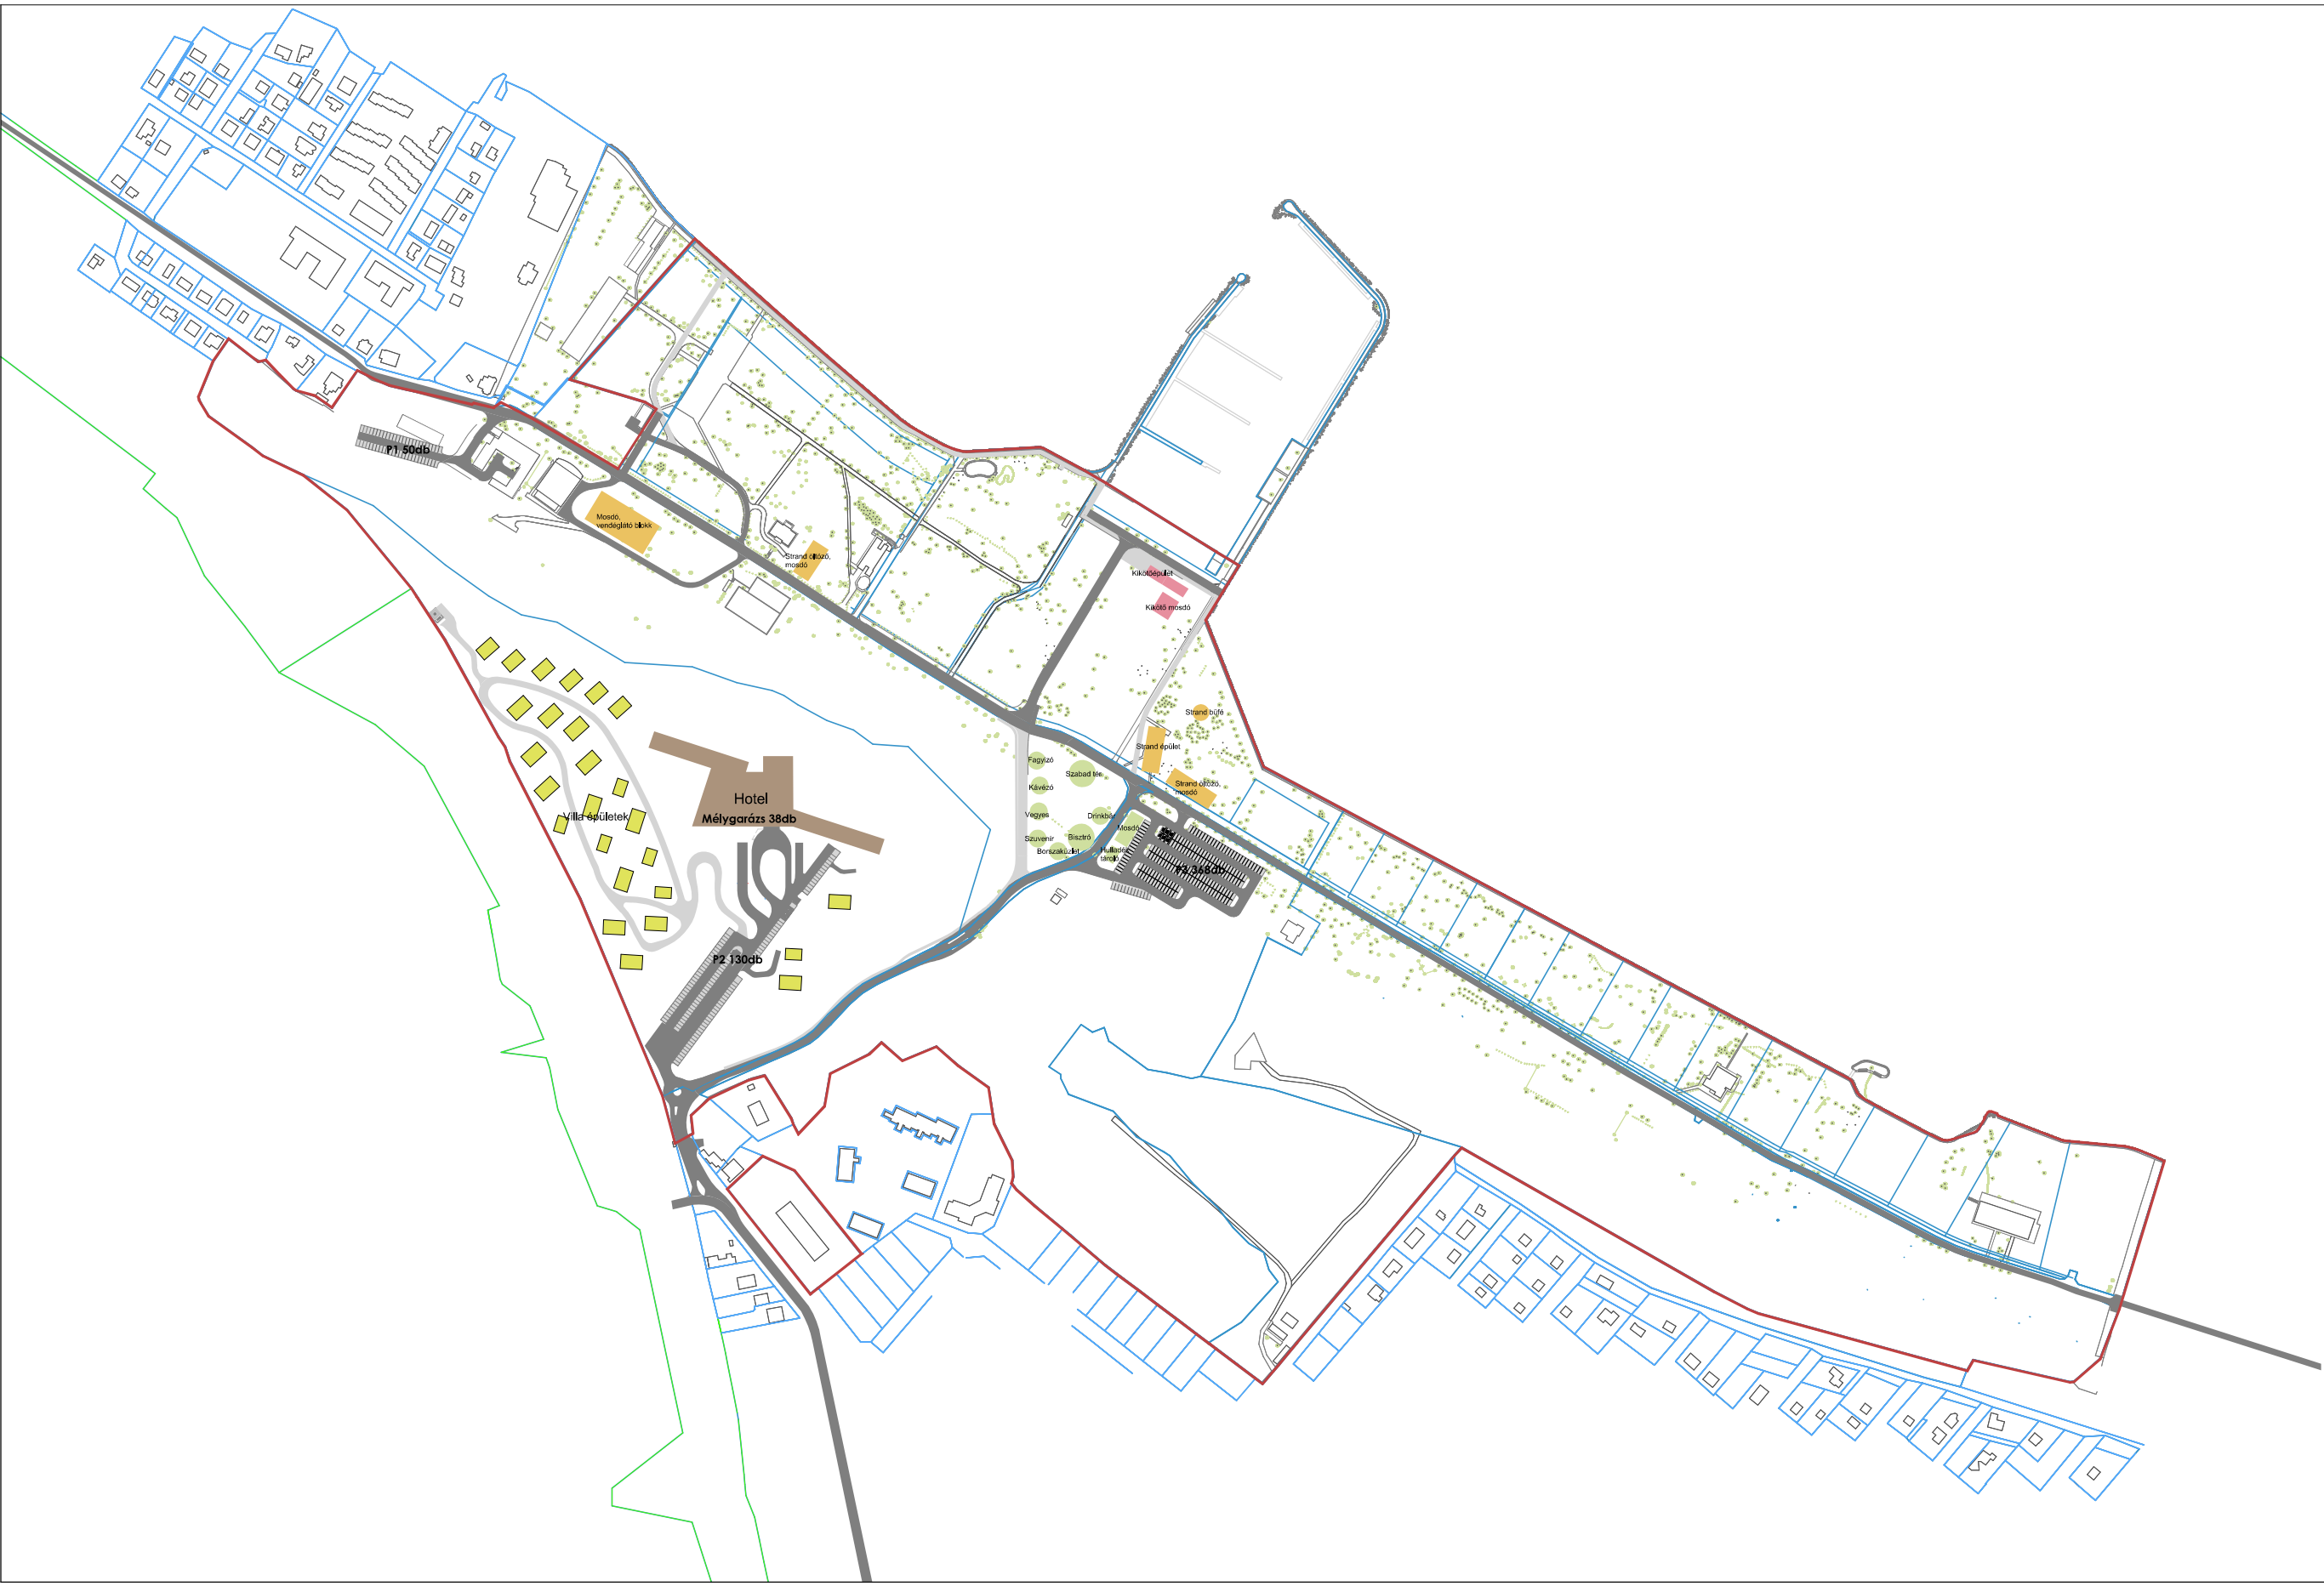 P1 50db
Mosdó,
vendéglátó blokk
Strand öltöző,
mosdó
Kikötőépület
Kikötő mosdó
Strand büfé
Strand épület
Strand öltöző,
mosdó
Fagyizó
Szabad tér
Kávézó
Vegyes
Drinkbár
Mosdó
Szuvenír
Bisztró
Borszaküzlet
Hulladék
tároló
P3 368db
Hotel
Mélygarázs 38db
Villa épületek
P2 130db